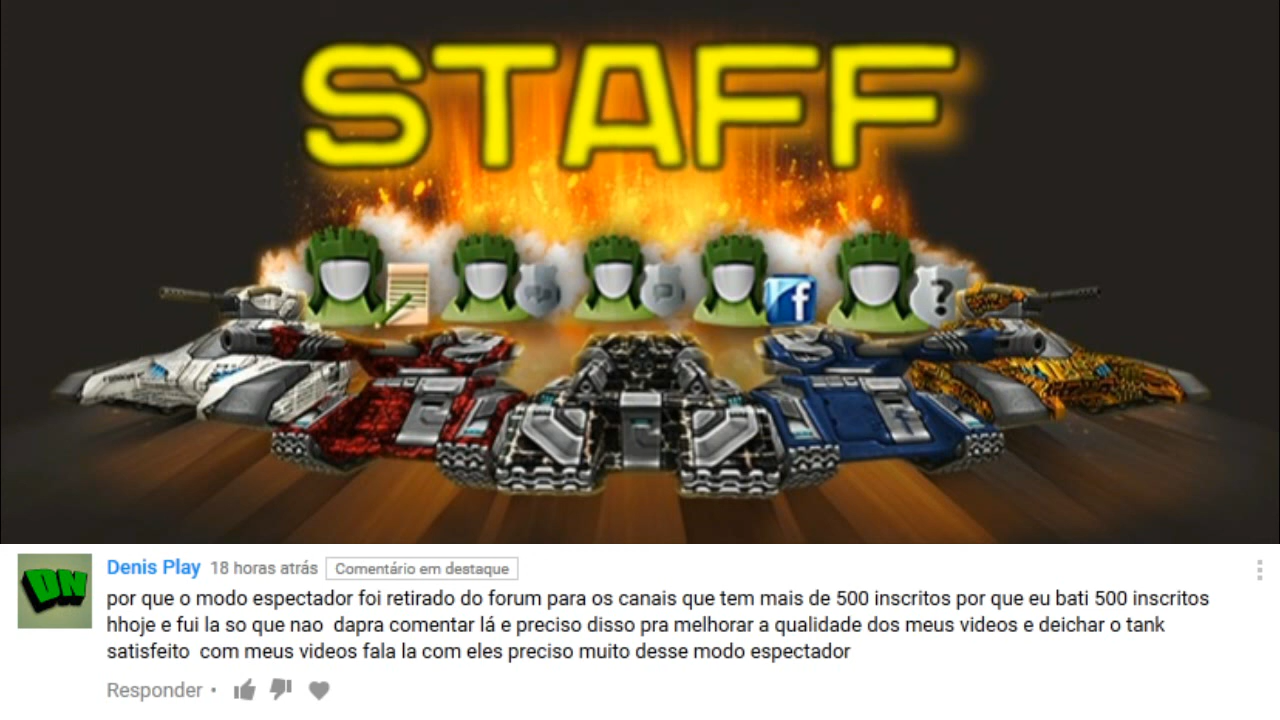 STAFF
f
?
DN
Denis Play 18 horas atrás Comentário em destaque
por que o modo espectador foi retirado do forum para os canais que tem mais de 500 inscritos por que eu bati 500 inscritos
hhoje e fui la so que nao dapra comentar lá e preciso disso pra melhorar a qualidade dos meus videos e deichar o tank
satisfeito com meus videos fala la com eles preciso muito desse modo espectador
Responder •